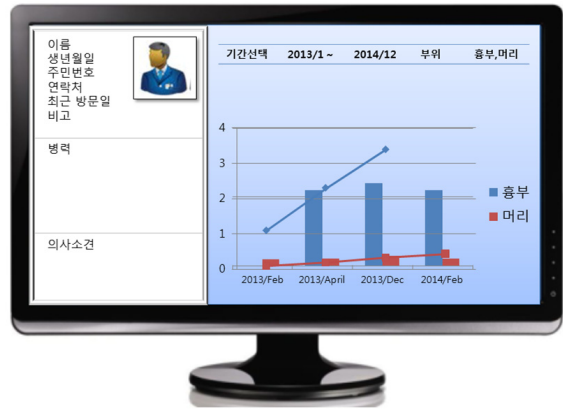 이름
생년월일
주민번호
연락처
최근 방문일
비고
병력
의사소견
기간선택 2013/1 ~ 2014/12 부위 흉부,머리
4
3
2
1
0
2013/Feb 2013/April 2013/Dec 2014/Feb
흉부
머리